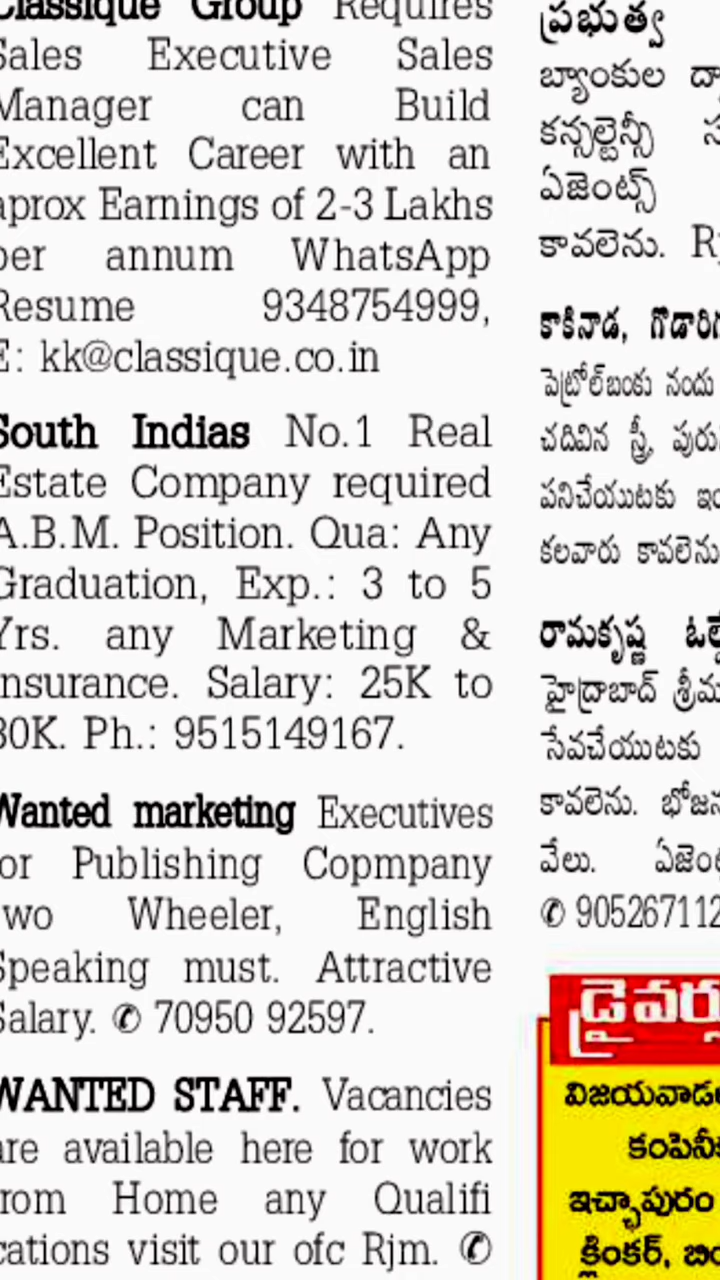 Classique Group Requires
Sales Executive Sales
Manager can Build
Excellent Career with an
aprox Earnings of 2-3 Lakhs
per annum WhatsApp
Resume 9348754999,
E: kk@classique.co.in
South Indias No.1 Real
Estate Company required
A.B.M. Position. Qua: Any
Graduation, Exp.: 3 to 5
Yrs. any Marketing &
Insurance. Salary: 25K to
30K. Ph.: 9515149167.
Wanted marketing Executives
for Publishing Copmpany
Two Wheeler, English
Speaking must. Attractive
Salary. ✆ 70950 92597.
WANTED STAFF. Vacancies
are available here for work
from Home any Qualifi
cations visit our ofc Rjm. ✆
ప్రభుత్వ
బ్యాంకుల
కన్సల్టెన్సీ
ఏజెంట్స్
కావలెను.
కాకినాడ,
పెట్రోల్‌బంకు నందు
చదివిన స్త్రీ,
పనిచేయుటకు
కలవారు కావలెను
రామకృష్ణ
హైద్రాబాద్
సేవచేయుటకు
కావలెను.
వేలు.
✆ 905267112
విజయవాడ
ఇచ్ఛాపురం
క్లింకర్,